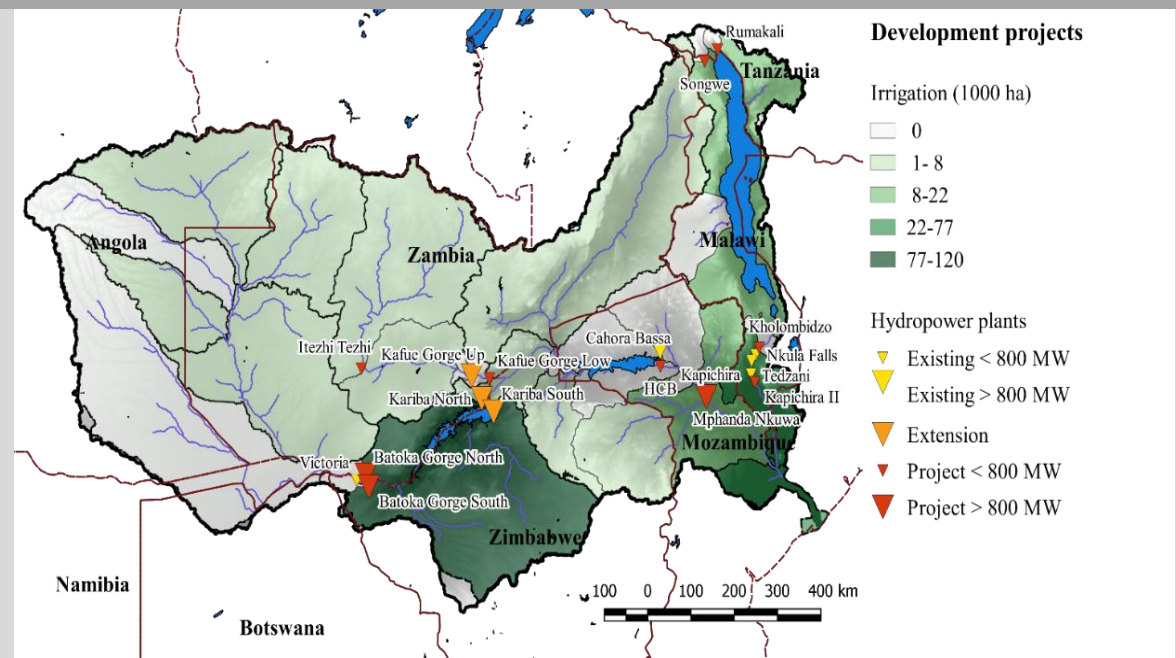 Rumakali
Tanzania
Songwe
Angola
Zambia
Malawi
Kholombidzo
Itezhi Tezhi
Kafue Gorge Up
Kafue Gorge Low
Cahora Bassa
Nkula Falls
Kapichira
Tedzani
HCB
Kapichira II
Kariba North
Kariba South
Mphanda Nkuwa
Mozambique
Victoria
Batoka Gorge North
Batoka Gorge South
Zimbabwe
Namibia
Botswana
100 0 100 200 300 400 km
Development projects
Irrigation (1000 ha)
0
1- 8
8-22
22-77
77-120
Hydropower plants
Existing < 800 MW
Existing > 800 MW
Extension
Project < 800 MW
Project > 800 MW